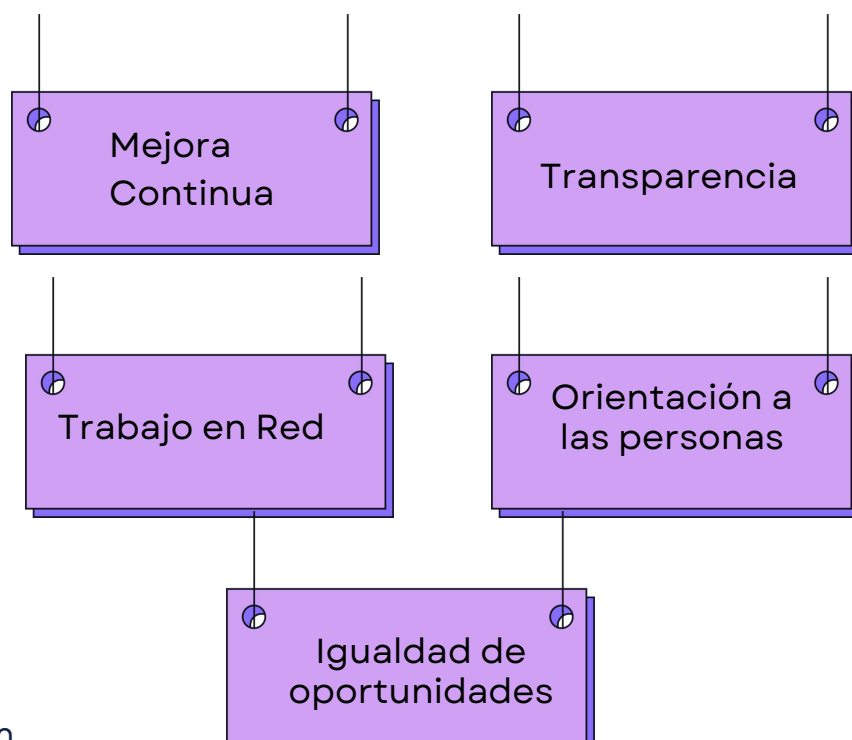 Mejora
Continua
Transparencia
Trabajo en Red
Orientación a
las personas
Igualdad de
oportunidades